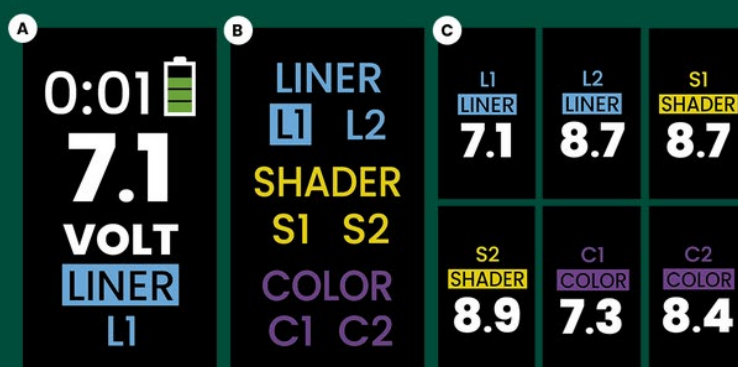 A
0:01
7.1
VOLT
LINER
L1
B
LINER
L1 L2
SHADER
S1 S2
COLOR
C1 C2
C
L1
LINER
7.1
L2
LINER
8.7
S1
SHADER
8.7
S2
SHADER
8.9
C1
COLOR
7.3
C2
COLOR
8.4